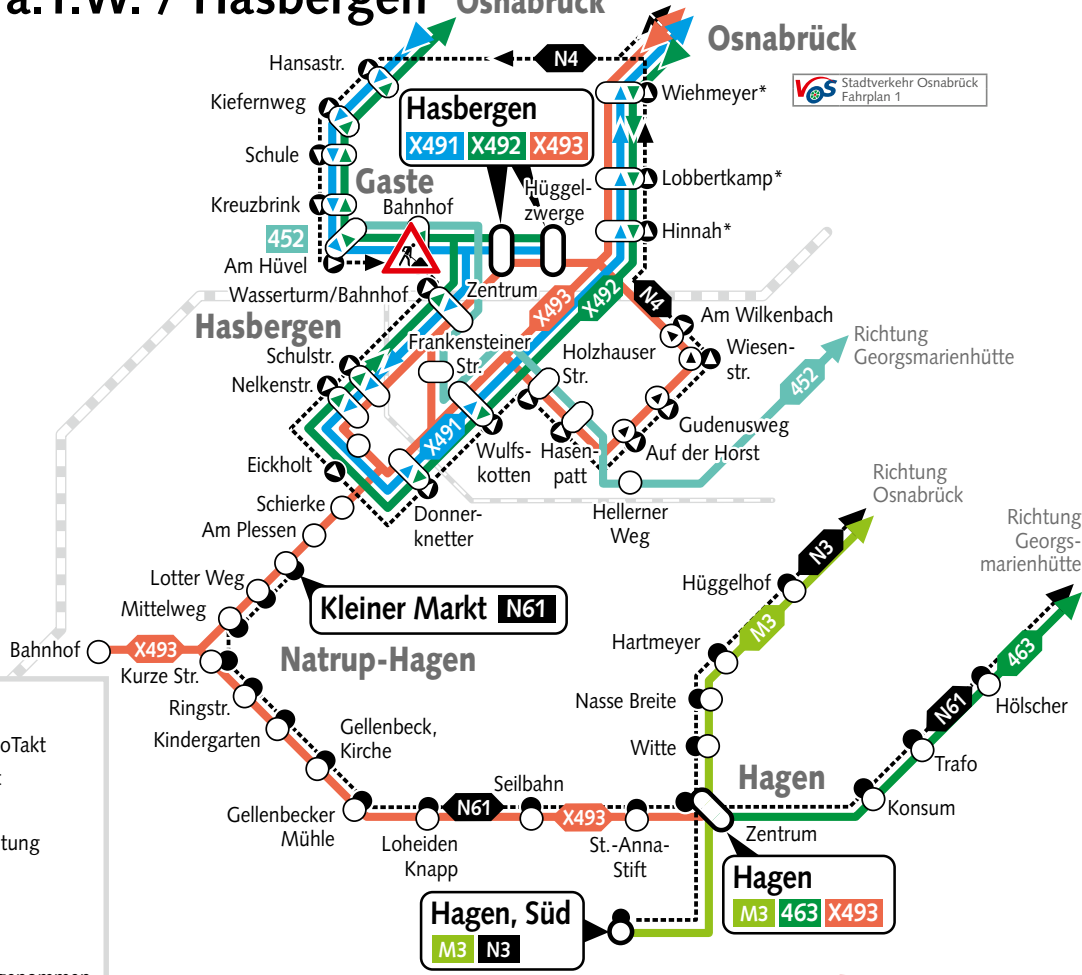 a.T.W. / Hasbergen
Osnabrück
Osnabrück
Stadtverkehr Osnabrück
Fahrplan 1
VOS
N4
Hansastr.
Kiefernweg
Schule
Kreuzbrink
452
Am Hüvel
Gaste
Bahnhof
Hasbergen
X491 X492 X493
Hüggel-
zwerge
Zentrum
Wiehmeyer*
Lobbertkamp*
Hinnah*
Wasserturm/Bahnhof
Hasbergen
Schulstr.
Nelkenstr.
Eickholt
Frankensteiner
Str.
X493
X492
X491
N4
Holzhauser
Str.
Am Wilkenbach
Wiesen-
str.
Gudenusweg
Auf der Horst
Hasen-
patt
Wulfs-
kotten
Donner-
knetter
Hellerner
Weg
452
Richtung
Georgsmarienhütte
Schierke
Am Plessen
Lotter Weg
Mittelweg
Kleiner Markt N61
Bahnhof
X493
Kurze Str.
Natrup-Hagen
Ringstr.
Kindergarten
Gellenbeck,
Kirche
Gellenbecker
Mühle
Loheiden
Knapp
N61
Seilbahn
X493
St.-Anna-
Stift
Richtung
Osnabrück
N3
M3
Hüggelhof
Hartmeyer
Nasse Breite
Witte
Hagen
Zentrum
Hagen
M3 463 X493
Hagen, Süd
M3 N3
Richtung
Georgs-
marienhütte
463
N61
Hölscher
Trafo
Konsum
oTakt
tung